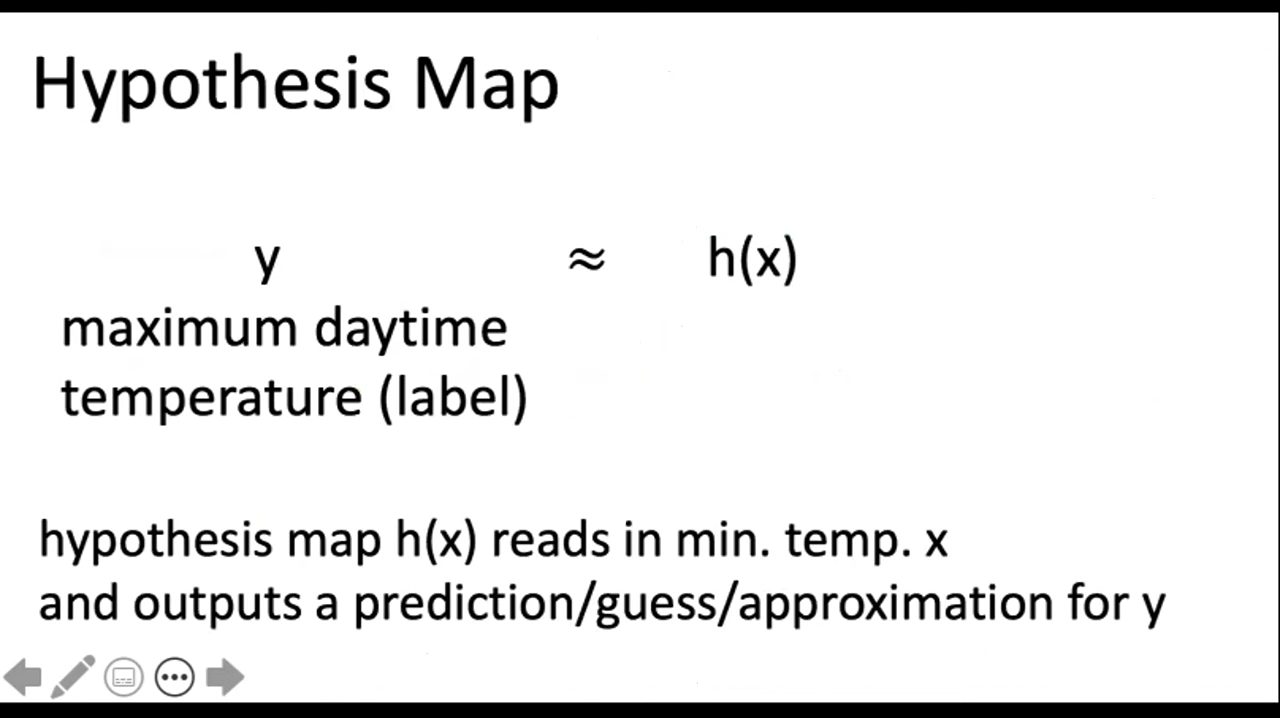 Hypothesis Map
y ≈ h(x)
maximum daytime
temperature (label)
hypothesis map h(x) reads in min. temp. x
and outputs a prediction/guess/approximation for y